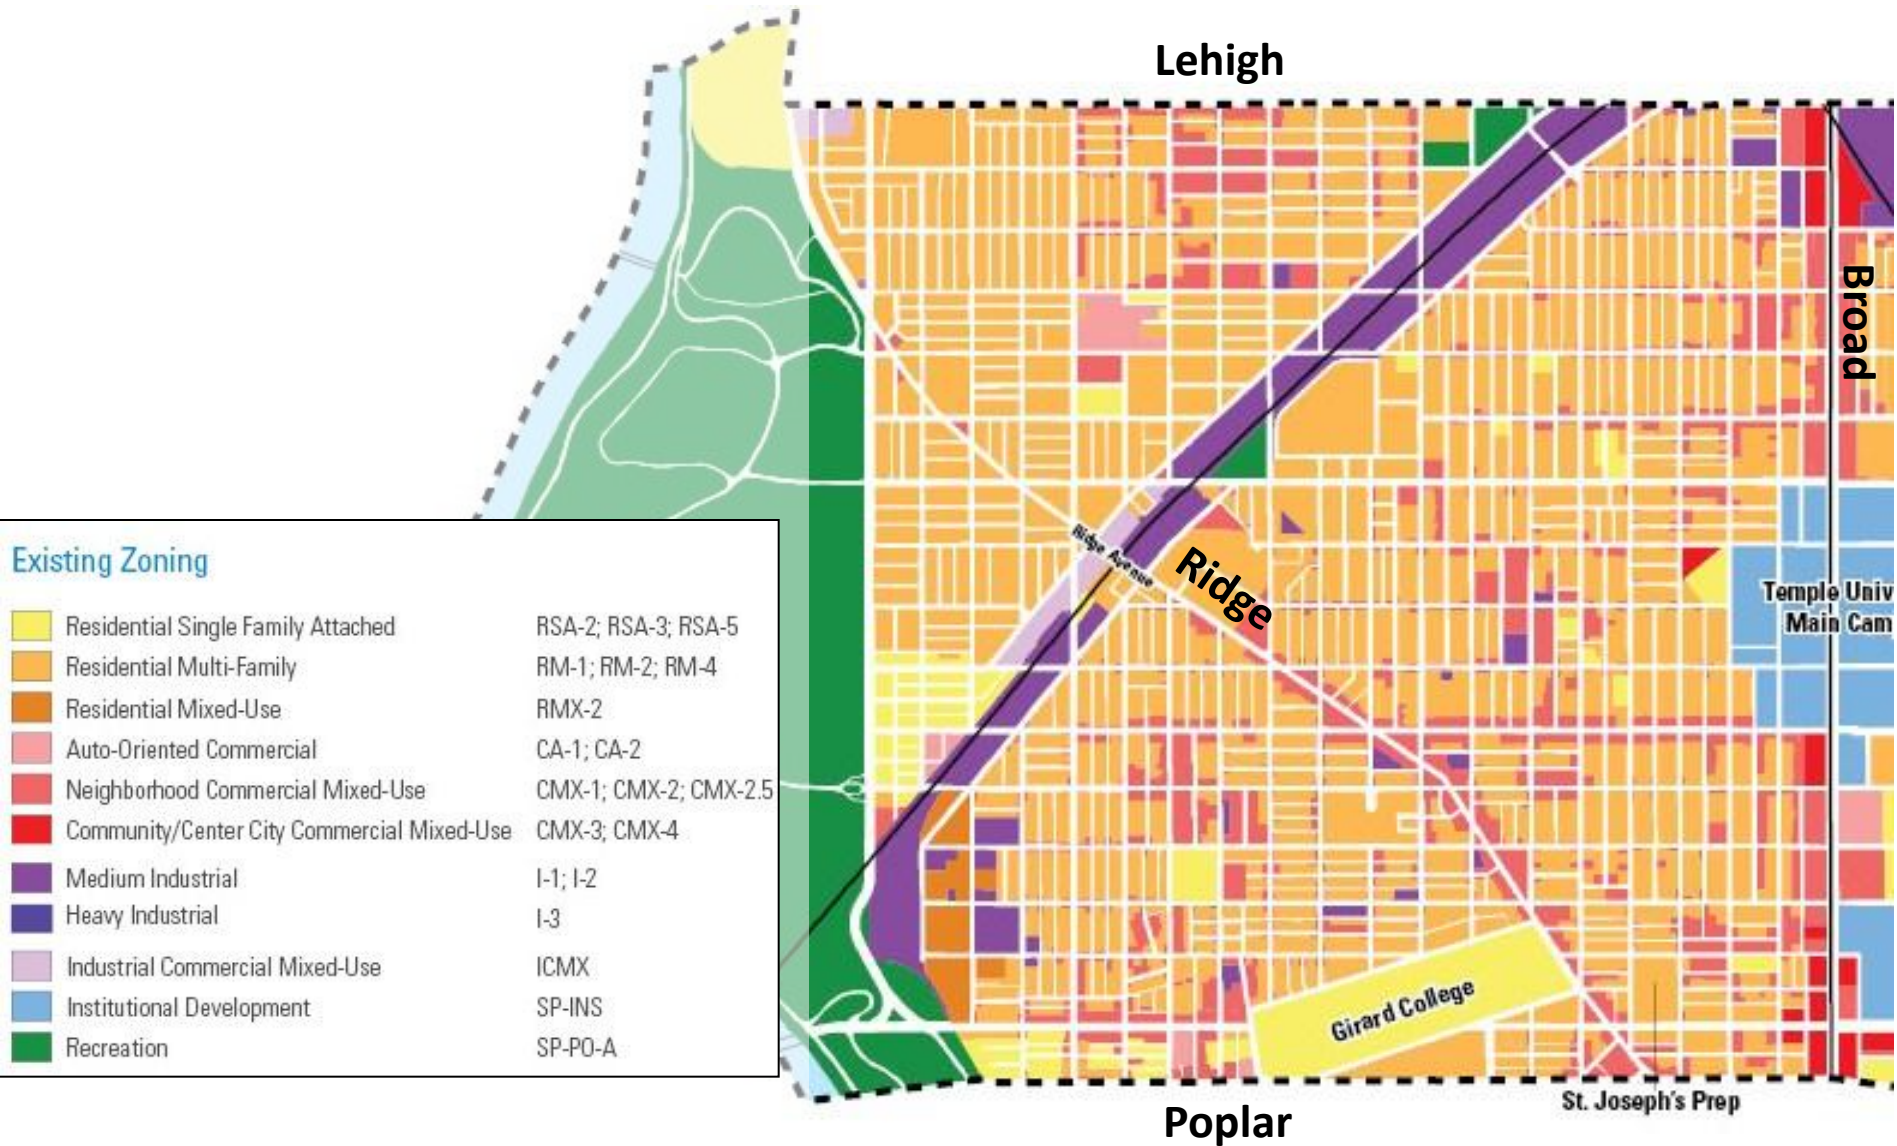 Lehigh
Broad
Ridge Avenue
Ridge
Temple Univ
Main Cam
Existing Zoning
Residential Single Family Attached RSA-2; RSA-3; RSA-5
Residential Multi-Family RM-1; RM-2; RM-4
Residential Mixed-Use RMX-2
Auto-Oriented Commercial CA-1; CA-2
Neighborhood Commercial Mixed-Use CMX-1; CMX-2; CMX-2.5
Community/Center City Commercial Mixed-Use CMX-3; CMX-4
Medium Industrial I-1; I-2
Heavy Industrial I-3
Industrial Commercial Mixed-Use ICMX
Institutional Development SP-INS
Recreation SP-PO-A
Girard College
St. Joseph's Prep
Poplar